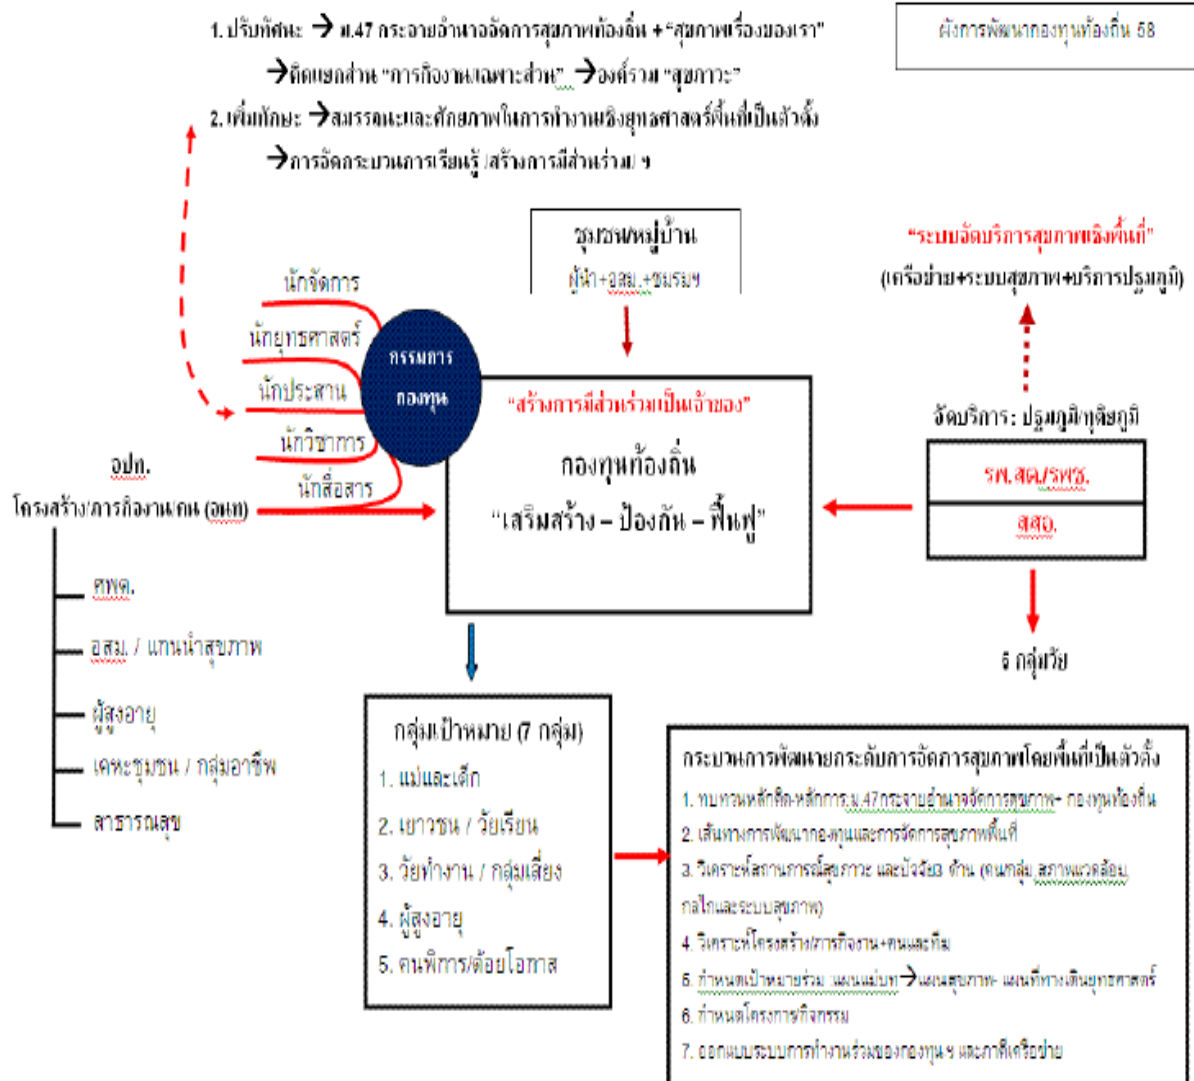 ผังการพัฒนากองทุนท้องถิ่น 58
1. ปรับทัศนะ → ม.47 กระจายอำนาจจัดการสุขภาพท้องถิ่น + “สุขภาพเรื่องของเรา”
→คิดแยกส่วน “ภารกิจงาน/เฉพาะส่วน” →องค์รวม “สุขภาวะ”
2. เพิ่มทักษะ →สมรรถนะและศักยภาพในการทำงานเชิงยุทธศาสตร์พื้นที่เป็นตัวตั้ง
→การจัดกระบวนการเรียนรู้ /สร้างการมีส่วนร่วม/ ฯ
ชุมชน/หมู่บ้าน
ผู้นำ+อสม.+ชมรมฯ
“ระบบจัดบริการสุขภาพเชิงพื้นที่”
(เครือข่าย+ระบบสุขภาพ+บริการปฐมภูมิ)
นักจัดการ
นักยุทธศาสตร์
นักประสาน
นักวิชาการ
นักสื่อสาร
กรรมการ
กองทุน
“สร้างการมีส่วนร่วมเป็นเจ้าของ”
กองทุนท้องถิ่น
“เสริมสร้าง – ป้องกัน – ฟื้นฟู”
จัดบริการ : ปฐมภูมิ/ทุติยภูมิ
รพ.สต./รพช.
สสอ.
6 กลุ่มวัย
อปท.
โครงสร้าง/ภารกิจงาน/คน (จนท)
ศพด.
อสม. / แกนนำสุขภาพ
ผู้สูงอายุ
เคหะชุมชน / กลุ่มอาชีพ
สาธารณสุข
กลุ่มเป้าหมาย (7 กลุ่ม)
1. แม่และเด็ก
2. เยาวชน / วัยเรียน
3. วัยทำงาน / กลุ่มเสี่ยง
4. ผู้สูงอายุ
5. คนพิการ/ด้อยโอกาส
กระบวนการพัฒนายกระดับการจัดการสุขภาพโดยพื้นที่เป็นตัวตั้ง
1. ทบทวนหลักคิด-หลักการ ม.47กระจายอำนาจจัดการสุขภาพ+ กองทุนท้องถิ่น
2. เส้นทางการพัฒนากองทุนและการจัดการสุขภาพพื้นที่
3. วิเคราะห์สถานการณ์สุขภาวะ และปัจจัย3 ด้าน (คน/กลุ่ม,สภาพแวดล้อม,
กลไกและระบบสุขภาพ)
4. วิเคราะห์โครงสร้าง/ภารกิจงาน+คนและทีม
5. กำหนดเป้าหมายร่วม :แผนแม่บท→แผนสุขภาพ- แผนที่ทางเดินยุทธศาสตร์
6. กำหนดโครงการ/กิจกรรม
7. ออกแบบระบบการทำงานร่วมของกองทุน ฯ และภาคีเครือข่าย